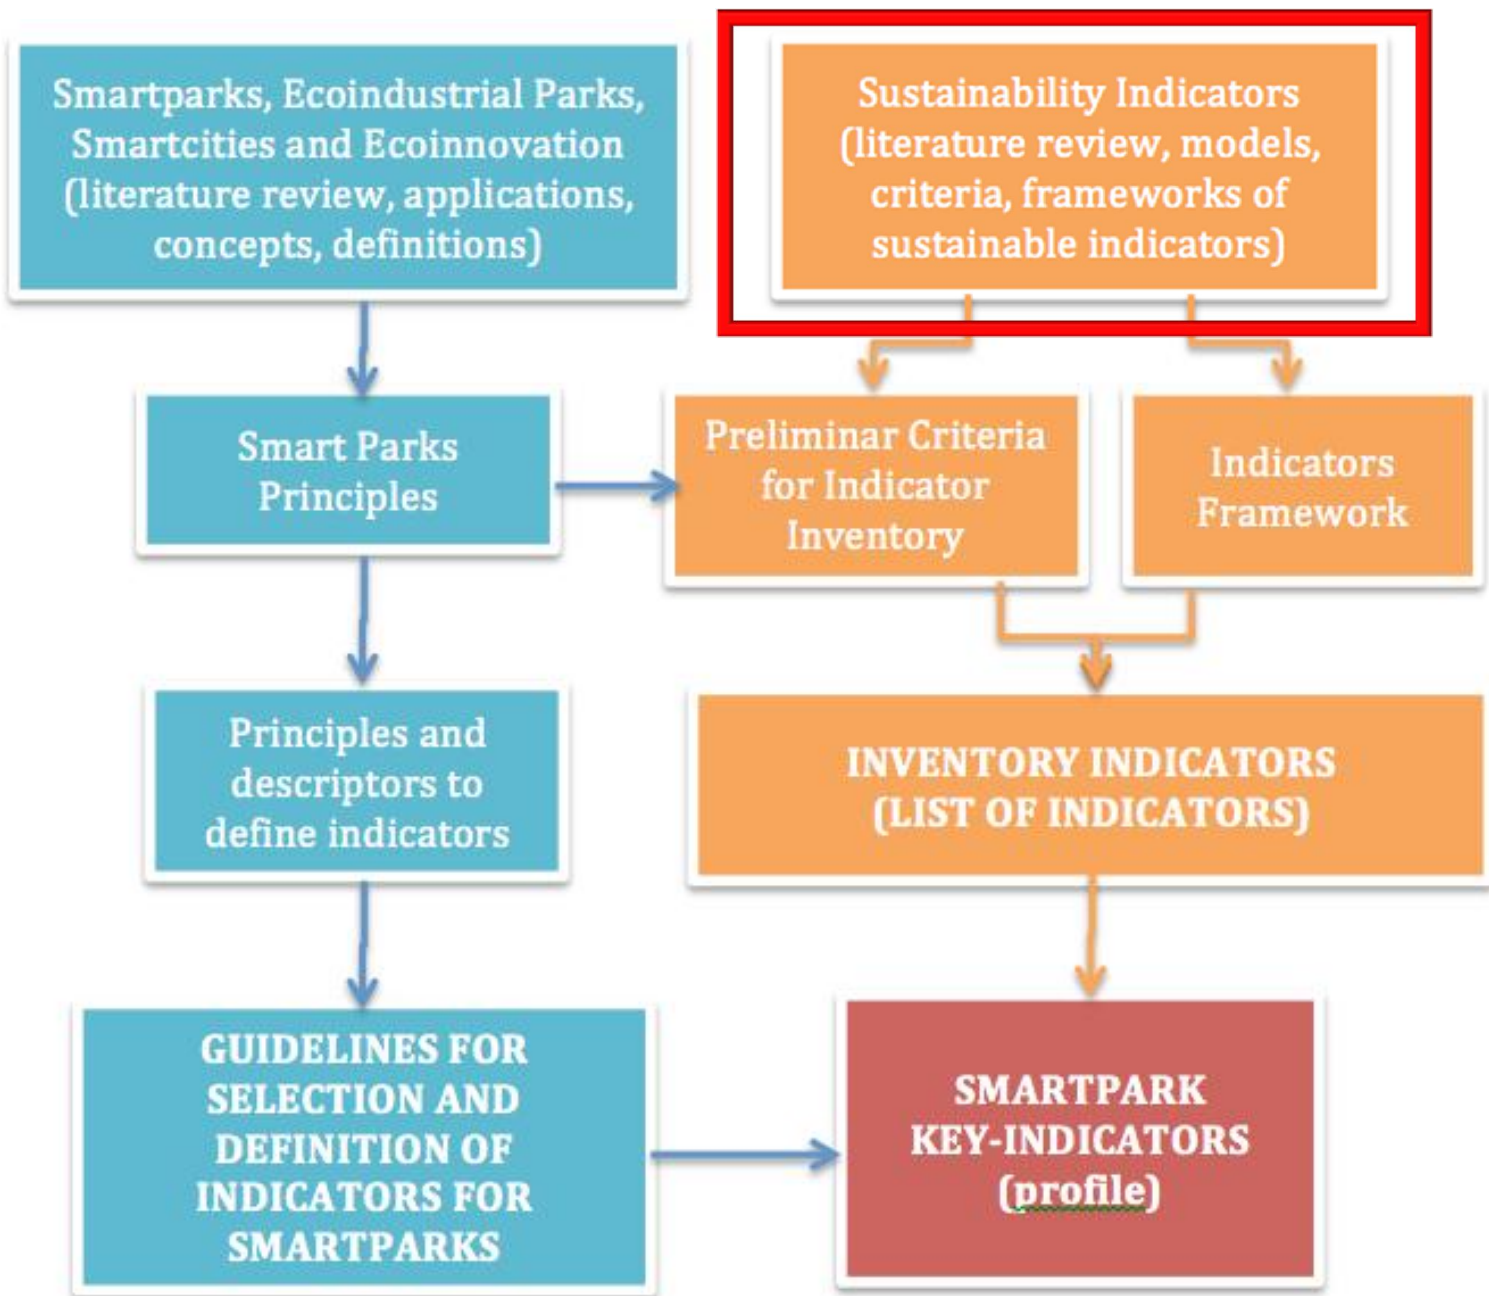 Smartparks, Ecoindustrial Parks,
Smartcities and Ecoinnovation
(literature review, applications,
concepts, definitions)
Sustainability Indicators
(literature review, models,
criteria, frameworks of
sustainable indicators)
Smart Parks
Principles
Preliminar Criteria
for Indicator
Inventory
Indicators
Framework
Principles and
descriptors to
define indicators
INVENTORY INDICATORS
(LIST OF INDICATORS)
GUIDELINES FOR
SELECTION AND
DEFINITION OF
INDICATORS FOR
SMARTPARKS
SMARTPARK
KEY-INDICATORS
(profile)